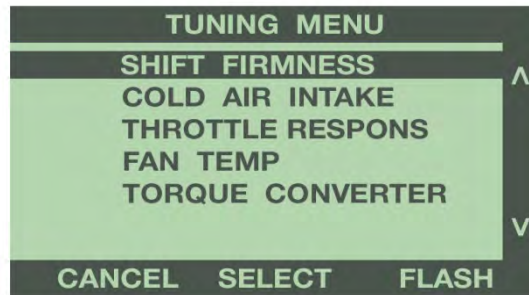 TUNING MENU
SHIFT FIRMNESS
COLD AIR INTAKE
THROTTLE RESPONS
FAN TEMP
TORQUE CONVERTER
CANCEL SELECT FLASH